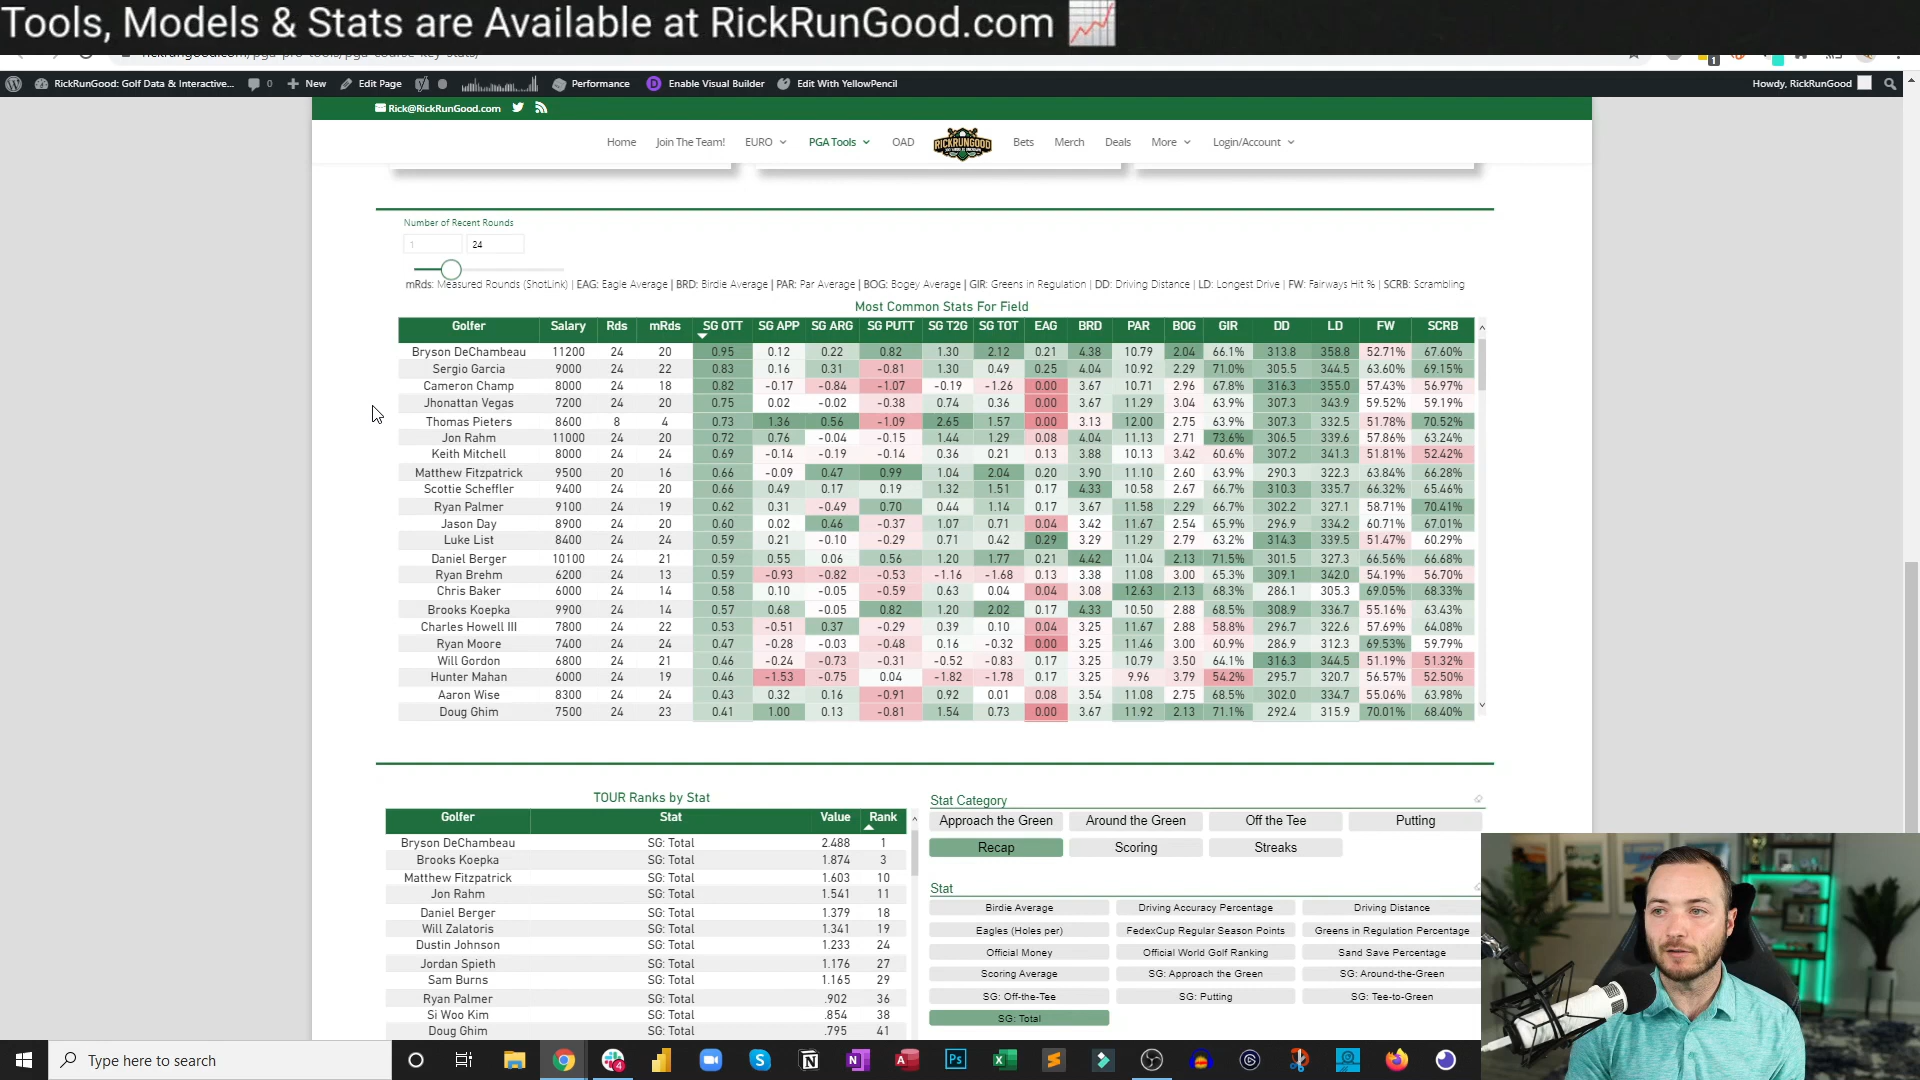 Tools, Models & Stats are Available at RickRunGood.com
rickrungood.com/pga-pro-tools/pga-course-key-stats/
RickRunGood: Golf Data & Interactive... 0 New Edit Page Performance Enable Visual Builder Edit With YellowPencil Howdy, RickRunGood
Rick@RickRunGood.com
Home Join The Team! EURO PGA Tools OAD RICKRUNGOOD Bets Merch Deals More Login/Account
Number of Recent Rounds
1 24
mRds: Measured Rounds (ShotLink) | EAG: Eagle Average | BRD: Birdie Average | PAR: Par Average | BOG: Bogey Average | GIR: Greens in Regulation | DD: Driving Distance | LD: Longest Drive | FW: Fairways Hit % | SCRB: Scrambling
Most Common Stats For Field
Golfer Salary Rds mRds SG OTT SG APP SG ARG SG PUTT SG T2G SG TOT EAG BRD PAR BOG GIR DD LD FW SCRB
Bryson DeChambeau 11200 24 20 0.95 0.12 0.22 0.82 1.30 2.12 0.21 4.38 10.79 2.04 66.1% 313.8 358.8 52.71% 67.60%
Sergio Garcia 9000 24 22 0.83 0.16 0.31 -0.81 1.30 0.49 0.25 4.04 10.92 2.29 71.0% 305.5 344.5 63.60% 69.15%
Cameron Champ 8000 24 18 0.82 -0.17 -0.84 -1.07 -0.19 -1.26 0.00 3.67 10.71 2.96 67.8% 316.3 355.0 57.43% 56.97%
Jhonattan Vegas 7200 24 20 0.75 0.02 -0.02 -0.38 0.74 0.36 0.00 3.67 11.29 3.04 63.9% 307.3 343.9 59.52% 59.19%
Thomas Pieters 8600 8 4 0.73 1.36 0.56 -1.09 2.65 1.57 0.00 3.13 12.00 2.75 63.9% 307.3 332.5 51.78% 70.52%
Jon Rahm 11000 24 20 0.72 0.76 -0.04 -0.15 1.44 1.29 0.08 4.04 11.13 2.71 73.6% 306.5 339.6 57.86% 63.24%
Keith Mitchell 8000 24 24 0.69 -0.14 -0.19 -0.14 0.36 0.21 0.13 3.88 10.13 3.42 60.6% 307.2 341.3 51.81% 52.42%
Matthew Fitzpatrick 9500 20 16 0.66 -0.09 0.47 0.99 1.04 2.04 0.20 3.90 11.10 2.60 63.9% 290.3 322.3 63.84% 66.28%
Scottie Scheffler 9400 24 20 0.66 0.49 0.17 0.19 1.32 1.51 0.17 4.33 10.58 2.67 66.7% 310.3 335.7 66.32% 65.46%
Ryan Palmer 9100 24 19 0.62 0.31 -0.49 0.70 0.44 1.14 0.17 3.67 11.58 2.29 66.7% 302.2 327.1 58.71% 70.41%
Jason Day 8900 24 20 0.60 0.02 0.46 -0.37 1.07 0.71 0.04 3.42 11.67 2.54 65.9% 296.9 334.2 60.71% 67.01%
Luke List 8400 24 24 0.59 0.21 -0.10 -0.29 0.71 0.42 0.29 3.29 11.29 2.79 63.2% 314.3 339.5 51.47% 60.29%
Daniel Berger 10100 24 21 0.59 0.55 0.06 0.56 1.20 1.77 0.21 4.42 11.04 2.13 71.5% 301.5 327.3 66.56% 66.68%
Ryan Brehm 6200 24 13 0.59 -0.93 -0.82 -0.53 -1.16 -1.68 0.13 3.38 11.08 3.00 65.3% 309.1 342.0 54.19% 56.70%
Chris Baker 6000 24 14 0.58 0.10 -0.05 -0.59 0.63 0.04 0.04 3.08 12.63 2.13 68.3% 286.1 305.3 69.05% 68.33%
Brooks Koepka 9900 24 14 0.57 0.68 -0.05 0.82 1.20 2.02 0.17 4.33 10.50 2.88 68.5% 308.9 336.7 55.16% 63.43%
Charles Howell III 7800 24 22 0.53 -0.51 0.37 -0.29 0.39 0.10 0.04 3.25 11.67 2.88 58.8% 296.7 322.6 57.69% 64.08%
Ryan Moore 7400 24 24 0.47 -0.28 -0.03 -0.48 0.16 -0.32 0.00 3.25 11.46 3.00 60.9% 286.9 312.3 69.53% 59.79%
Will Gordon 6800 24 21 0.46 -0.24 -0.73 -0.31 -0.52 -0.83 0.17 3.25 10.79 3.50 64.1% 316.3 344.5 51.19% 51.32%
Hunter Mahan 6000 24 19 0.46 -1.53 -0.75 0.04 -1.82 -1.78 0.17 3.25 9.96 3.79 54.2% 295.7 320.7 56.57% 52.50%
Aaron Wise 8300 24 24 0.43 0.32 0.16 -0.91 0.92 0.01 0.08 3.54 11.08 2.75 68.5% 302.0 334.7 55.06% 63.98%
Doug Ghim 7500 24 23 0.41 1.00 0.13 -0.81 1.54 0.73 0.00 3.67 11.92 2.13 71.1% 292.4 315.9 70.01% 68.40%
TOUR Ranks by Stat
Golfer Stat Value Rank
Bryson DeChambeau SG: Total 2.488 1
Brooks Koepka SG: Total 1.874 3
Matthew Fitzpatrick SG: Total 1.603 10
Jon Rahm SG: Total 1.541 11
Daniel Berger SG: Total 1.379 18
Will Zalatoris SG: Total 1.341 19
Dustin Johnson SG: Total 1.233 24
Jordan Spieth SG: Total 1.176 27
Sam Burns SG: Total 1.165 29
Ryan Palmer SG: Total .902 36
Si Woo Kim SG: Total .854 38
Doug Ghim SG: Total .795 41
Stat Category
Approach the Green Around the Green Off the Tee Putting
Recap Scoring Streaks
Stat
Birdie Average Driving Accuracy Percentage Driving Distance
Eagles (Holes per) FedexCup Regular Season Points Greens in Regulation Percentage
Official Money Official World Golf Ranking Sand Save Percentage
Scoring Average SG: Approach the Green SG: Around-the-Green
SG: Off-the-Tee SG: Putting SG: Tee-to-Green
SG: Total
Type here to search